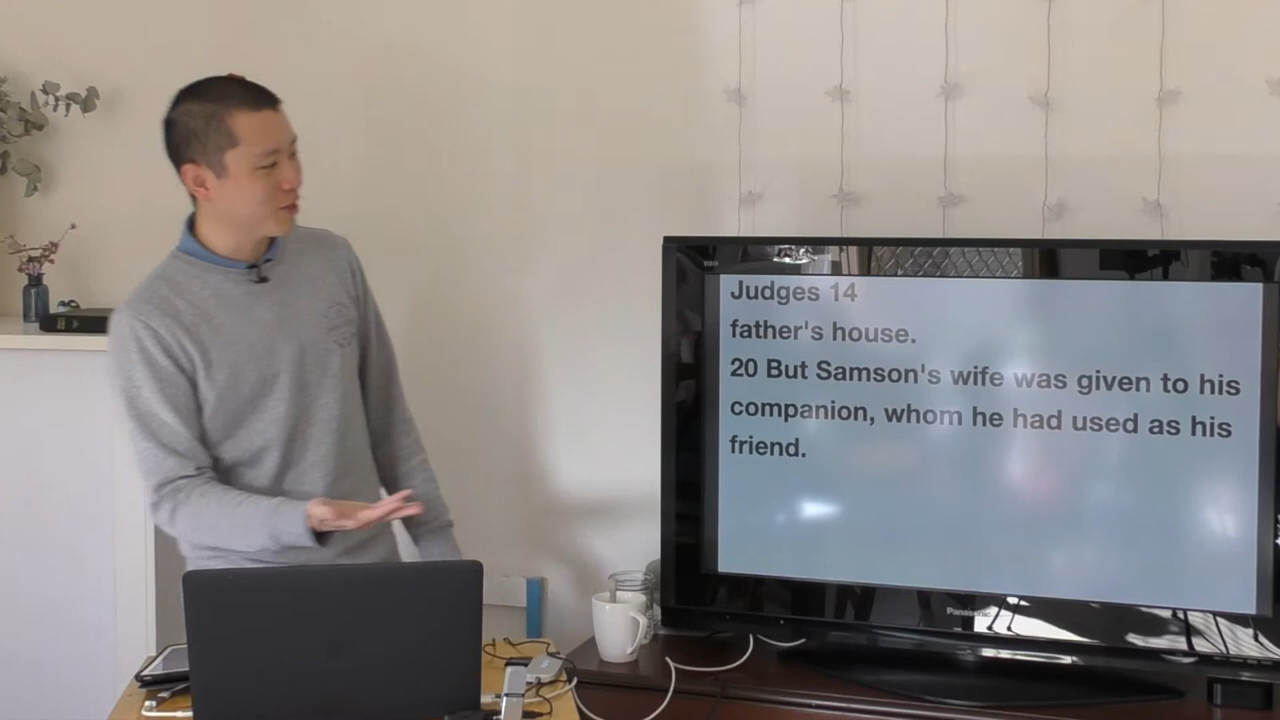 Judges 14
father's house.
20 But Samson's wife was given to his
companion, whom he had used as his
friend.
Panasonic